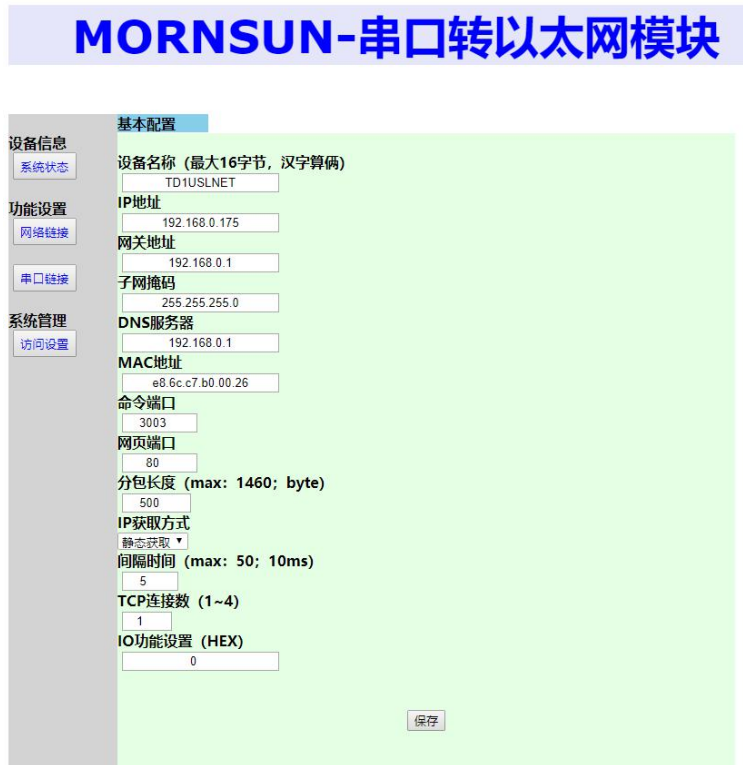 MORNSUN-串口转以太网模块
设备信息
系统状态
功能设置
网络链接
串口链接
系统管理
访问设置
基本配置
设备名称（最大16字节，汉字算俩）
TD1USLNET
IP地址
192.168.0.175
网关地址
192.168.0.1
子网掩码
255.255.255.0
DNS服务器
192.168.0.1
MAC地址
e8.6c.c7.b0.00.26
命令端口
3003
网页端口
80
分包长度（max：1460；byte）
500
IP获取方式
静态获取
间隔时间（max：50；10ms）
5
TCP连接数（1~4）
1
IO功能设置（HEX）
0
保存